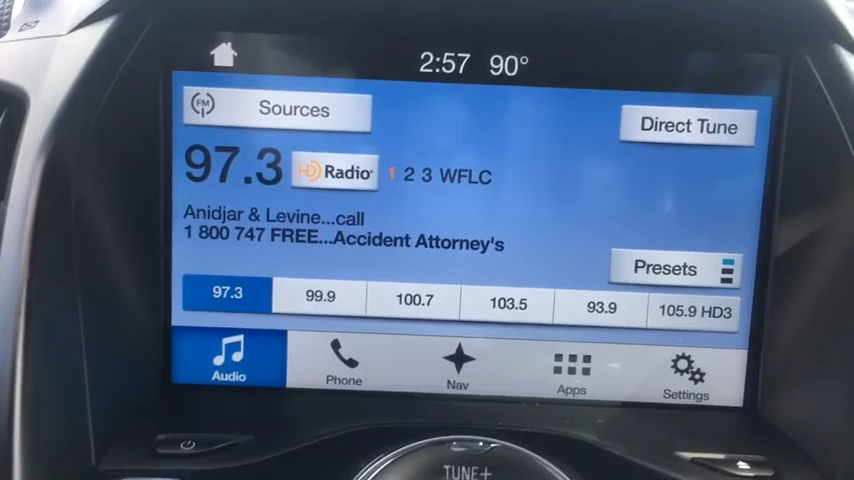 2:57 90°
FM Sources
Direct Tune
97.3 HD Radio 1 2 3 WFLC
Anidjar & Levine...call
1 800 747 FREE...Accident Attorney's
Presets
97.3 99.9 100.7 103.5 93.9 105.9 HD3
Audio Phone Nav Apps Settings
TUNE+